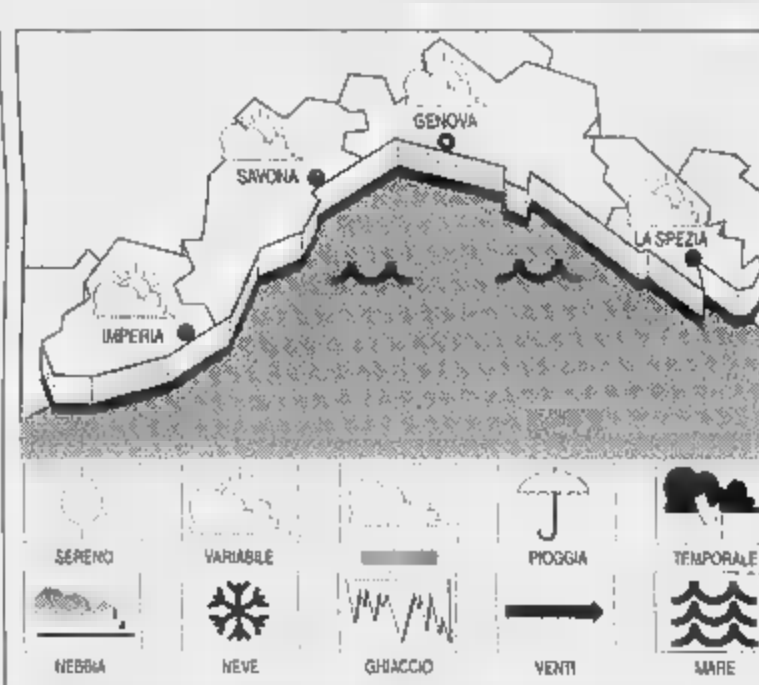 GENOVA
SAVONA
LA SPEZIA
IMPERIA
SERENO VARIABILE PIOGGIA TEMPORALE
NEBBIA NEVE GHIACCIO VENTI MARE